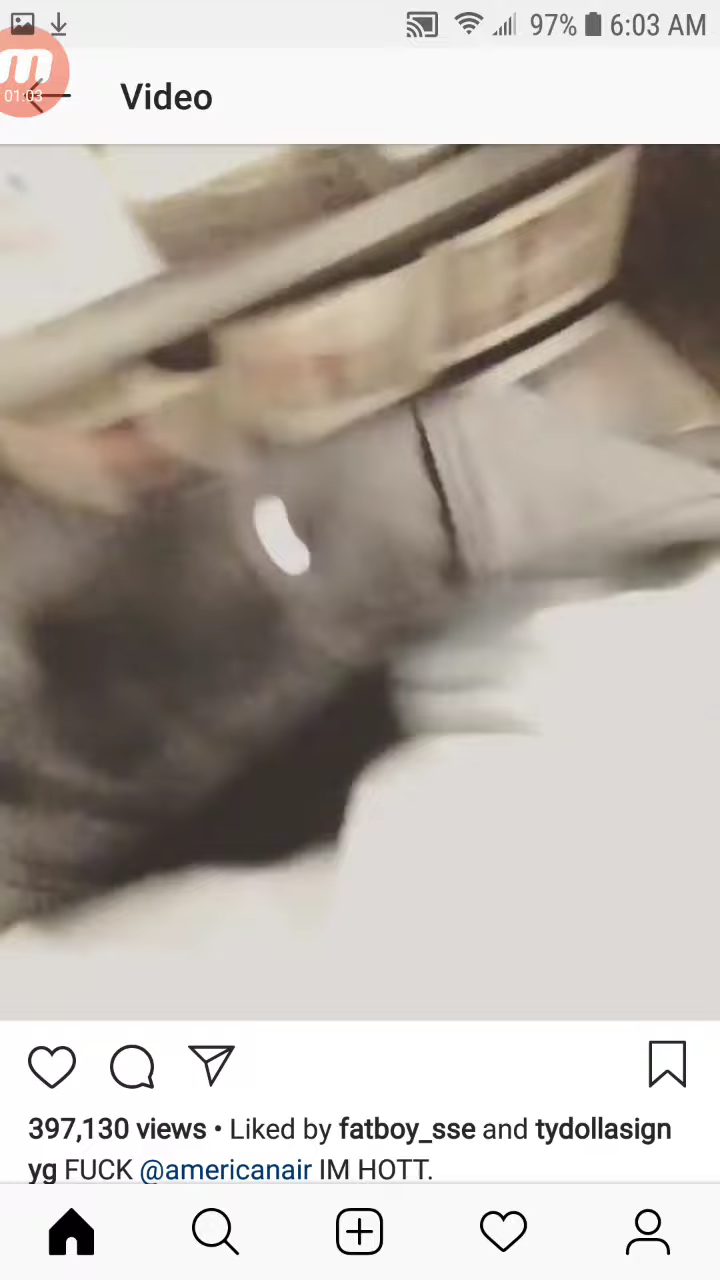 97% 6:03 AM
m
01:03
Video
397,130 views • Liked by fatboy_sse and tydollasign
yg FUCK @americanair IM HOTT.